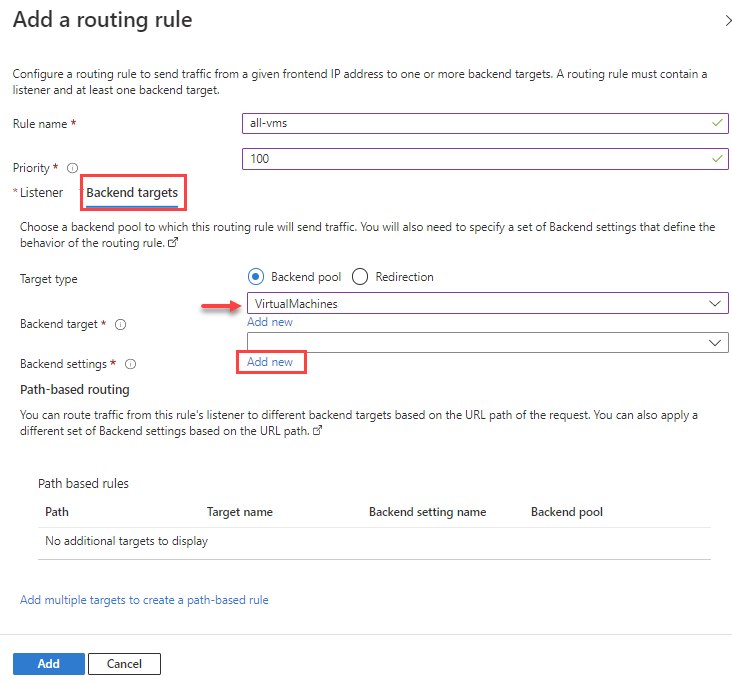 Add a routing rule
Configure a routing rule to send traffic from a given frontend IP address to one or more backend targets. A routing rule must contain a
listener and at least one backend target.
Rule name *
all-vms
Priority *
100
* Listener
* Backend targets
Choose a backend pool to which this routing rule will send traffic. You will also need to specify a set of Backend settings that define the
behavior of the routing rule.
Target type
Backend pool
Redirection
VirtualMachines
Backend target *
Add new
Backend settings *
Add new
Path-based routing
You can route traffic from this rule's listener to different backend targets based on the URL path of the request. You can also apply a
different set of Backend settings based on the URL path.
Path based rules
Path Target name Backend setting name Backend pool
No additional targets to display
Add multiple targets to create a path-based rule
Add
Cancel